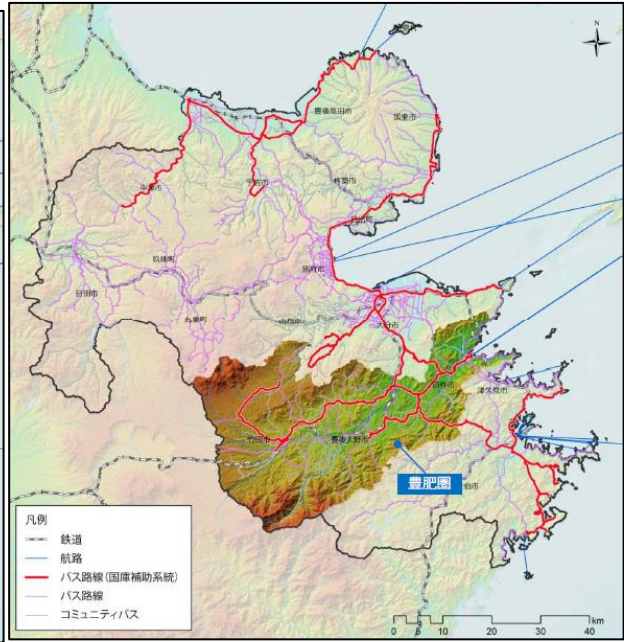 N
豊後高田市
国東市
中津市
宇佐市
杵築市
日出町
玖珠町
別府市
日田市
九重町
由布市
大分市
臼杵市
津久見市
竹田市
豊後大野市
豊肥圏
佐伯市
凡例
鉄道
航路
バス路線(国庫補助系統)
バス路線
コミュニティバス
0 5 10 20 30 40 km